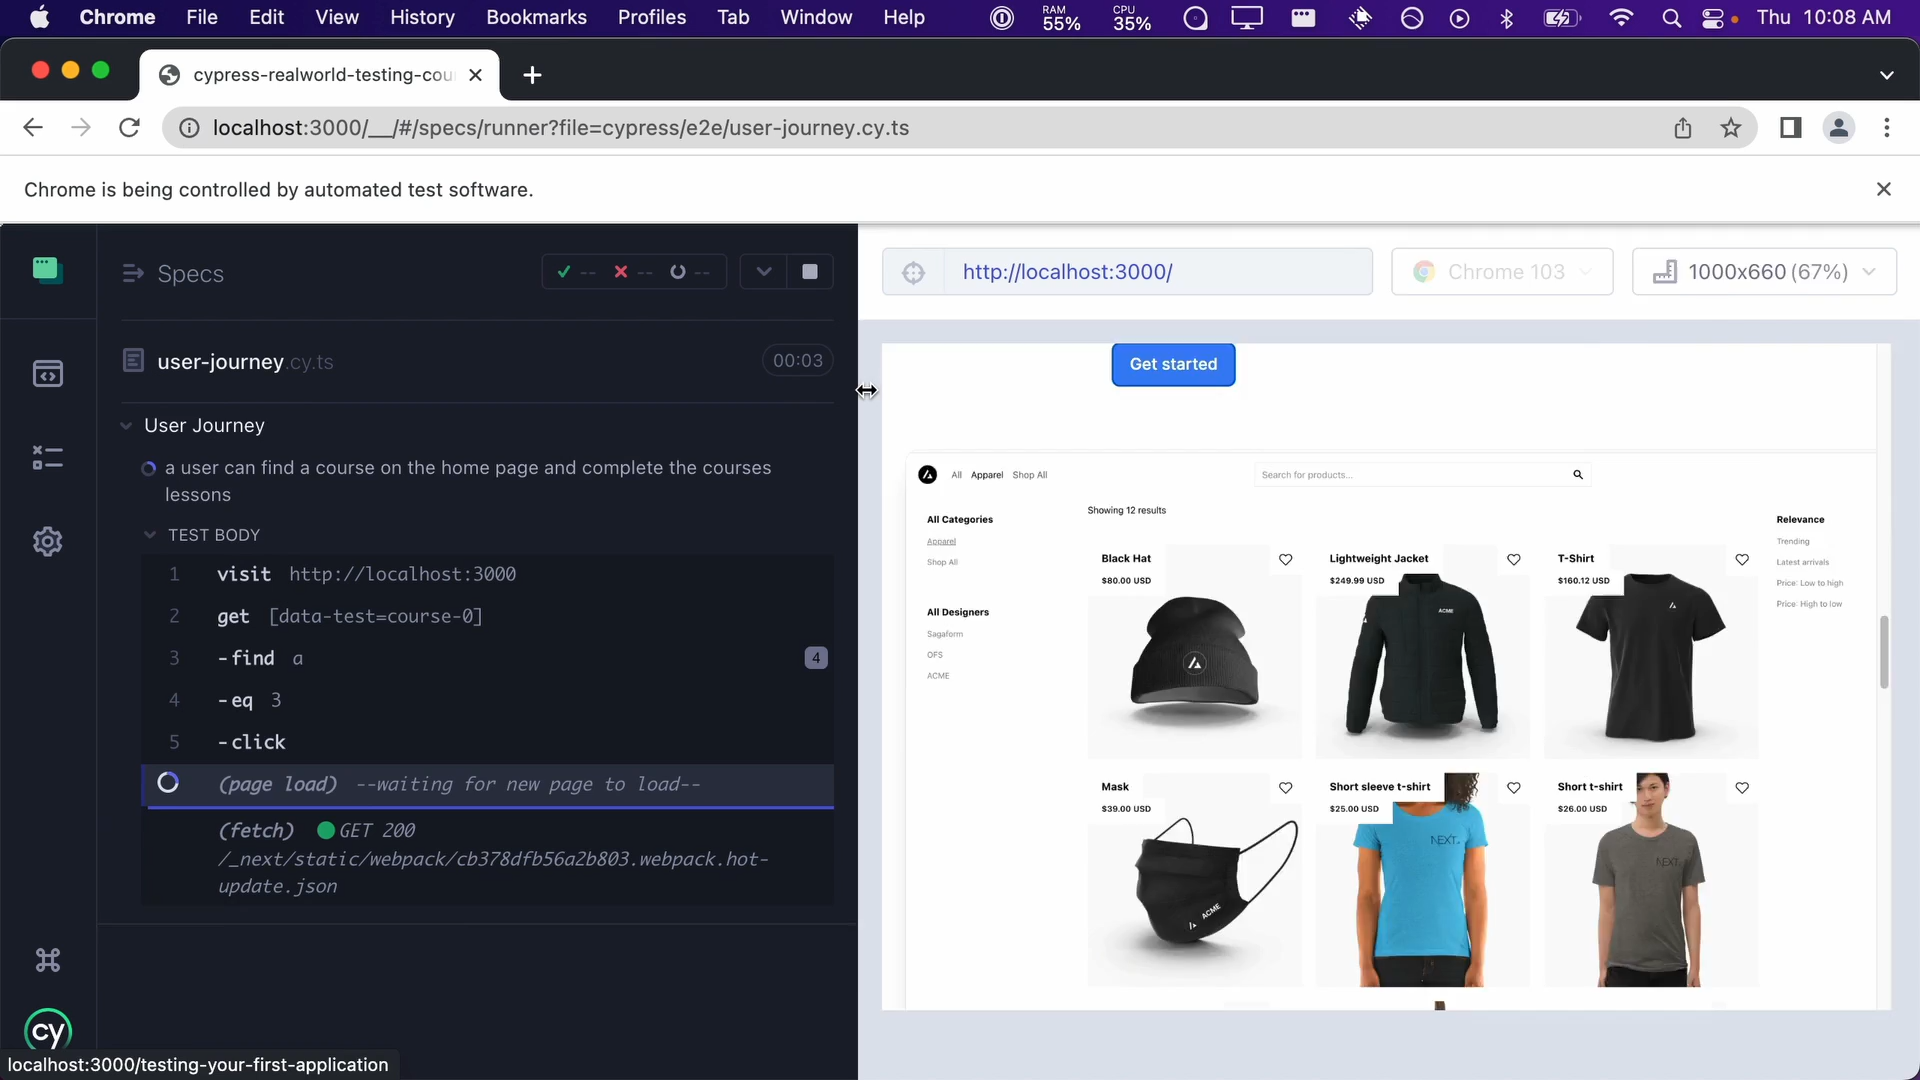 Chrome File Edit View History Bookmarks Profiles Tab Window Help RAM 55% CPU 35% Thu 10:08 AM
cypress-realworld-testing-cou
localhost:3000/__/#/specs/runner?file=cypress/e2e/user-journey.cy.ts
Chrome is being controlled by automated test software.
Specs -- -- --
http://localhost:3000/ Chrome 103 1000x660 (67%)
user-journey.cy.ts 00:03
User Journey
a user can find a course on the home page and complete the courses
lessons
TEST BODY
1 visit http://localhost:3000
2 get [data-test=course-0]
3 -find a 4
4 -eq 3
5 -click
(page load) --waiting for new page to load--
(fetch) GET 200
/_next/static/webpack/cb378dfb56a2b803.webpack.hot-
update.json
cy
localhost:3000/testing-your-first-application
Get started
All Apparel Shop All Search for products...
Showing 12 results
All Categories
Apparel
Shop All
All Designers
Sagaform
OFS
ACME
Black Hat
$80.00 USD
Lightweight Jacket
$249.99 USD
ACME
T-Shirt
$160.12 USD
Relevance
Trending
Latest arrivals
Price: Low to high
Price: High to low
Mask
$39.00 USD
ACME
Short sleeve t-shirt
$25.00 USD
NEXT
Short t-shirt
$26.00 USD
NEXT